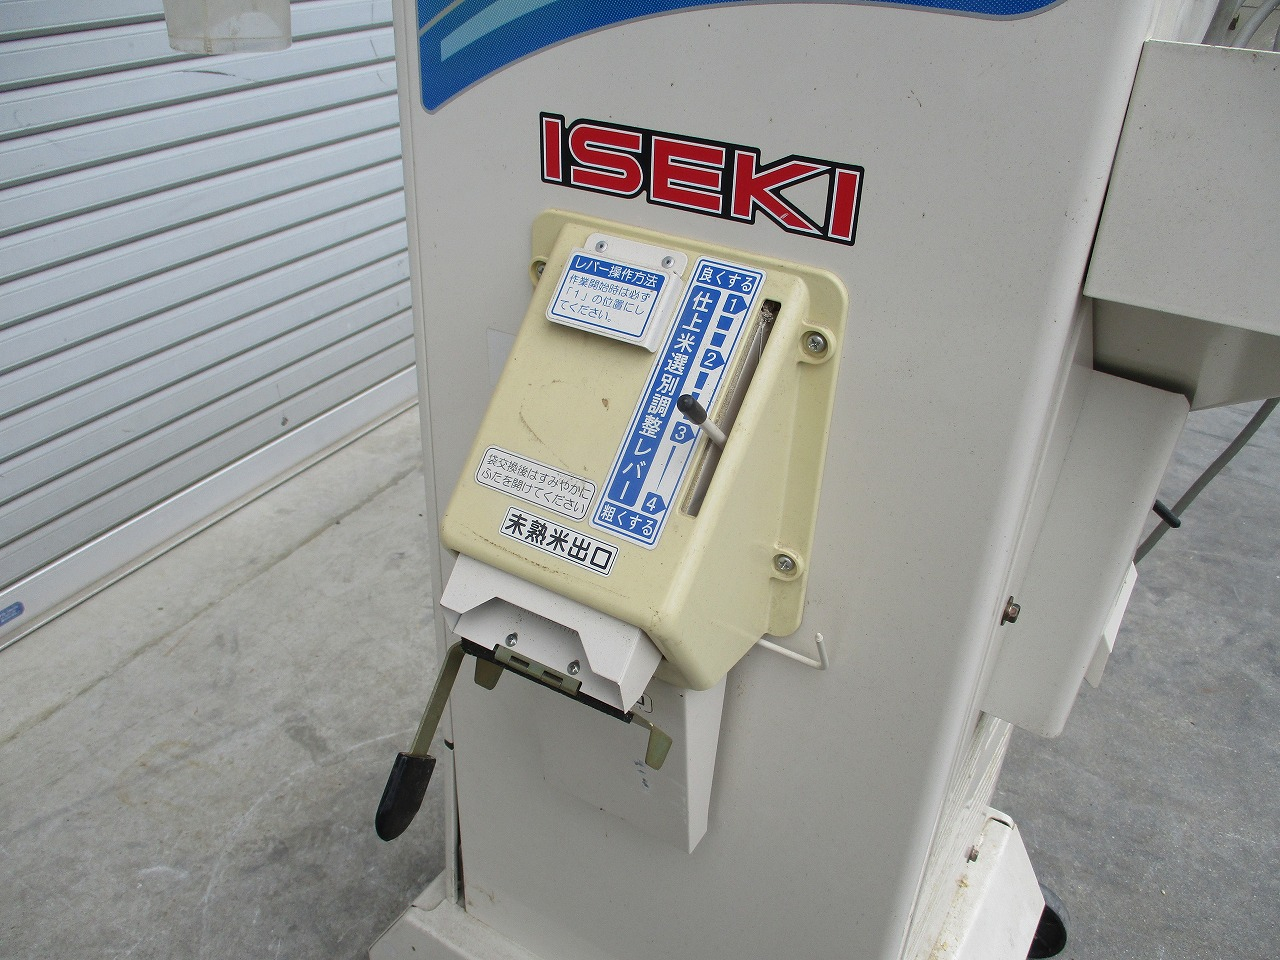 ISEKI
レバー操作方法
作業開始時は必ず
「1」の位置にし
てください。
良くする
仕上米選別調整レバー
1
2
3
4
粗くする
袋交換後はすみやかに
ふたを開けてください
未熟米出口